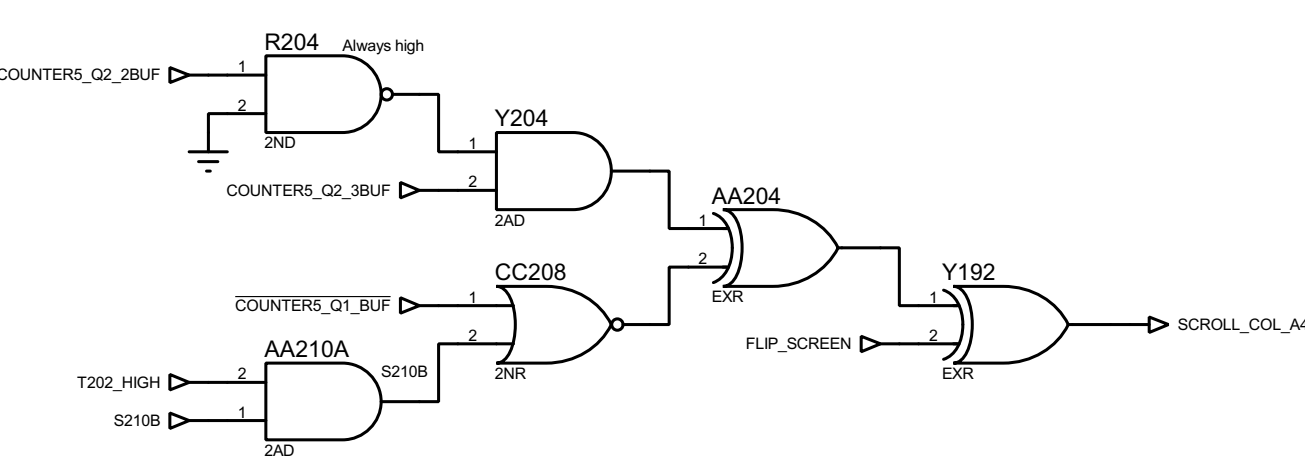 R204 Always high
COUNTER5_Q2_2BUF 1
2
2ND
Y204
1
COUNTER5_Q2_3BUF 2
2AD
AA204
1
2
EXR
CC208
COUNTER5_Q1_BUF 1
2
2NR
AA210A
S210B
T202_HIGH 2
S210B 1
2AD
Y192
1
FLIP_SCREEN 2
EXR
SCROLL_COL_A4